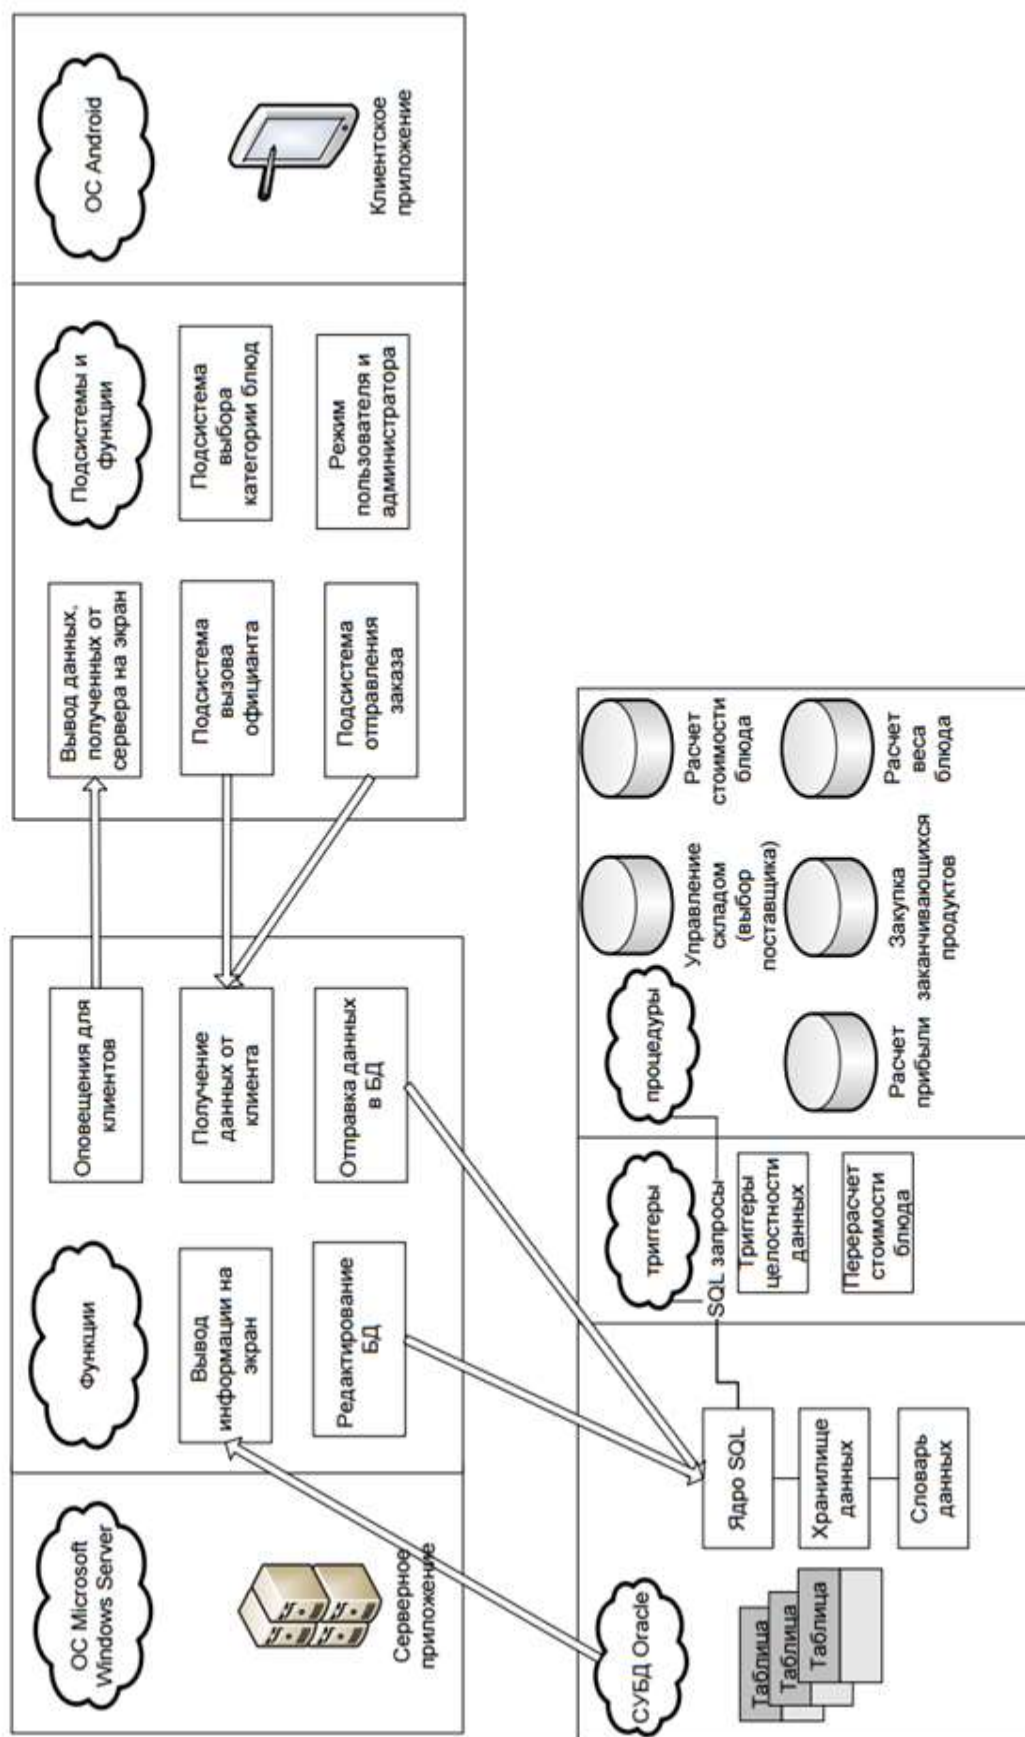 ОС Microsoft
Windows Server
Серверное
приложение
Функции
Вывод
информации на
экран
Редактирование
БД
Оповещения для
клиентов
Получение
данных от
клиента
Отправка данных
в БД
Вывод данных,
полученных от
сервера на экран
Подсистема
вызова
официанта
Подсистема
отправления
заказа
Подсистемы и
функции
Подсистема
выбора
категории блюд
Режим
пользователя и
администратора
ОС Android
Клиентское
приложение
СУБД Oracle
Таблица
Таблица
Таблица
Ядро SQL
Хранилище
данных
Словарь
данных
триггеры
SQL запросы
Триггеры
целостности
данных
Перерасчет
стоимости
блюда
процедуры
Управление
складом
(выбор
поставщика)
Расчет
стоимости
блюда
Расчет
прибыли
Закупка
заканчивающихся
продуктов
Расчет
веса
блюда